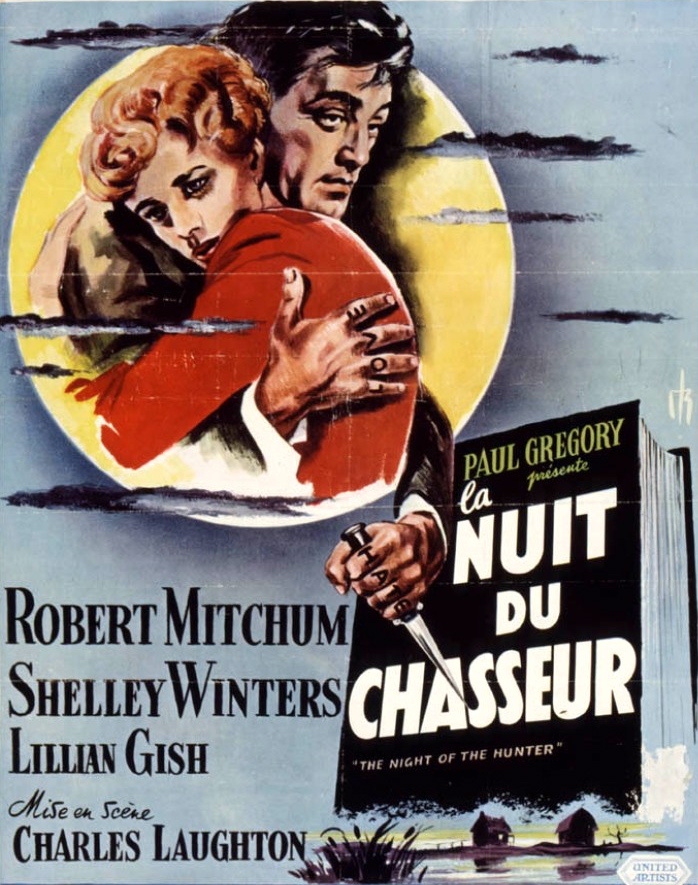 LOVE
PAUL GREGORY
présente
la
NUIT
DU
CHASSEUR
"THE NIGHT OF THE HUNTER"
HATE
ROBERT MITCHUM
SHELLEY WINTERS
LILLIAN GISH
Mise en Scène
CHARLES LAUGHTON
UNITED
ARTISTS